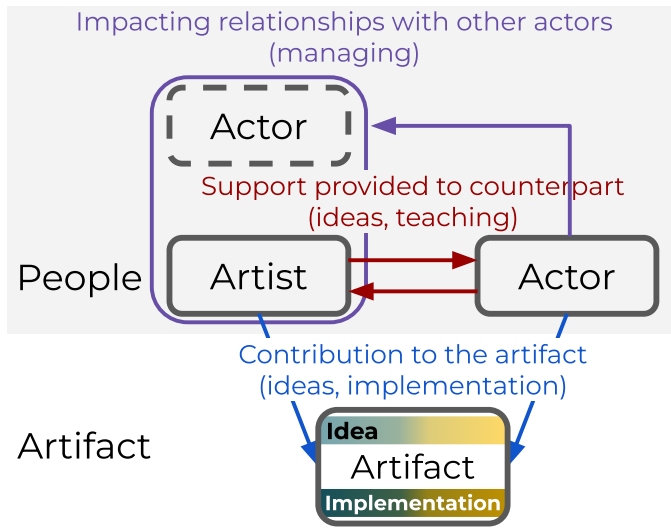 Impacting relationships with other actors
(managing)
Actor
Support provided to counterpart
(ideas, teaching)
People
Artist
Actor
Contribution to the artifact
(ideas, implementation)
Artifact
Idea
Artifact
Implementation